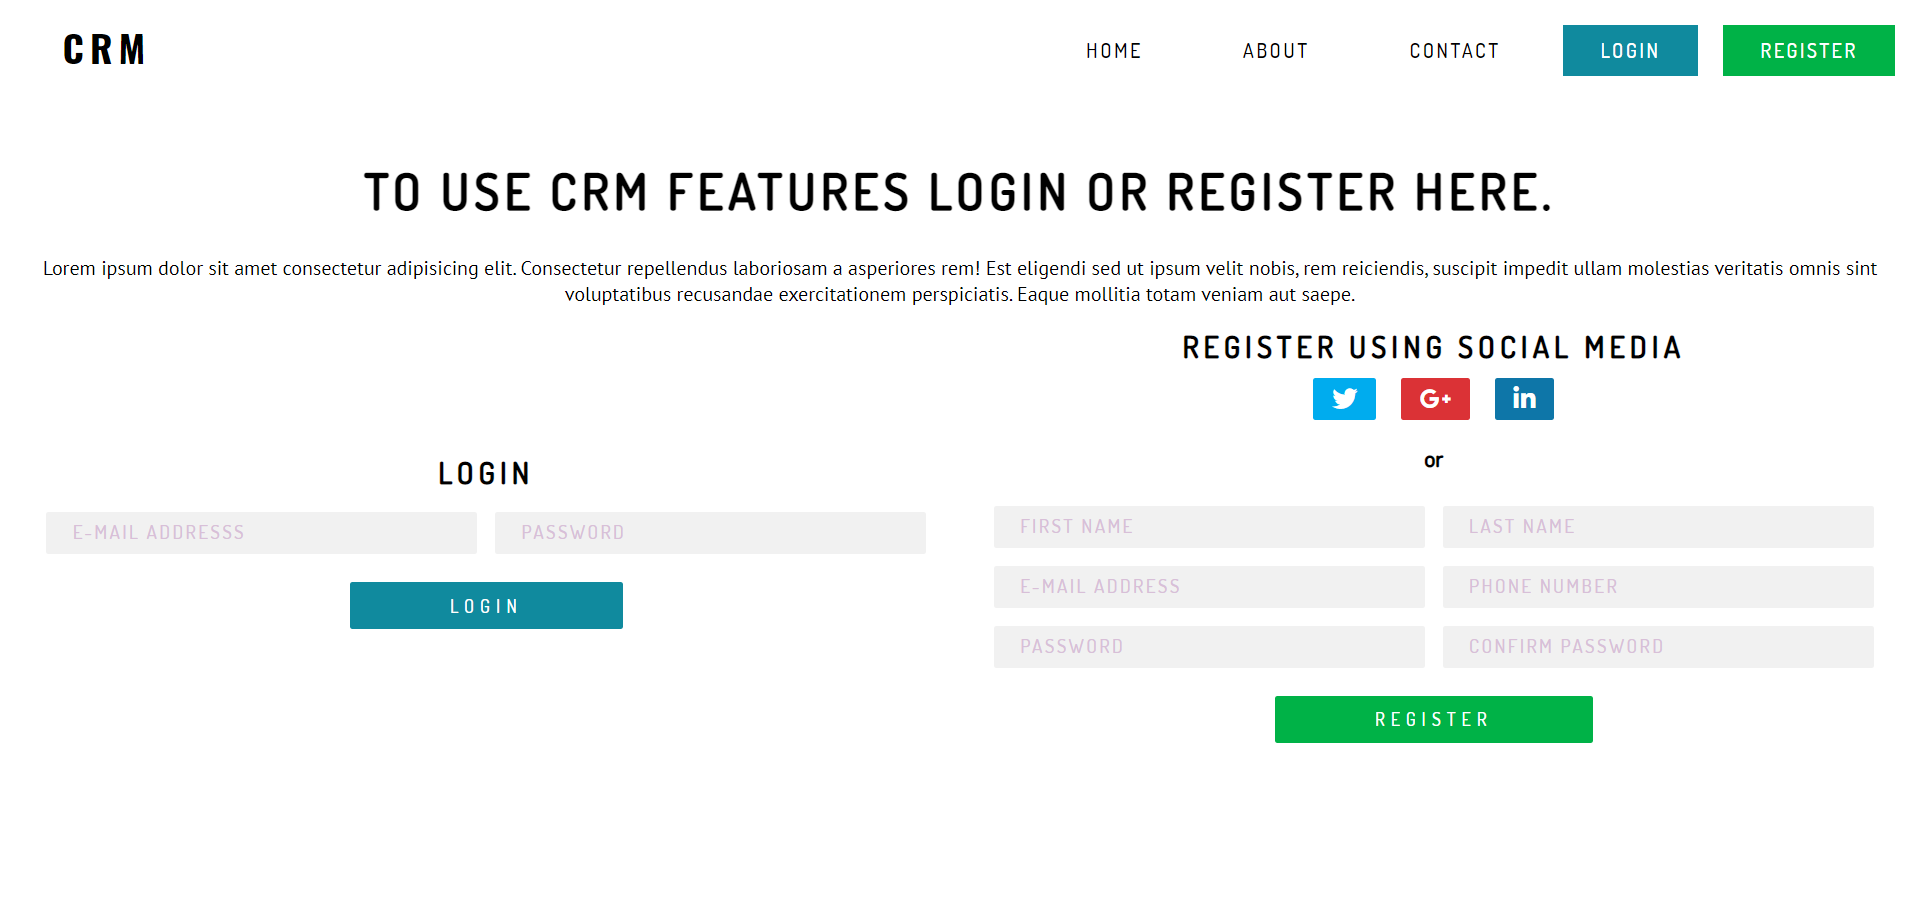 CRM
HOME ABOUT CONTACT LOGIN REGISTER
TO USE CRM FEATURES LOGIN OR REGISTER HERE.
Lorem ipsum dolor sit amet consectetur adipisicing elit. Consectetur repellendus laboriosam a asperiores rem! Est eligendi sed ut ipsum velit nobis, rem reiciendis, suscipit impedit ullam molestias veritatis omnis sint
voluptatibus recusandae exercitationem perspiciatis. Eaque mollitia totam veniam aut saepe.
LOGIN
E-MAIL ADDRESSS PASSWORD
LOGIN
REGISTER USING SOCIAL MEDIA
G+ in
or
FIRST NAME LAST NAME
E-MAIL ADDRESS PHONE NUMBER
PASSWORD CONFIRM PASSWORD
REGISTER